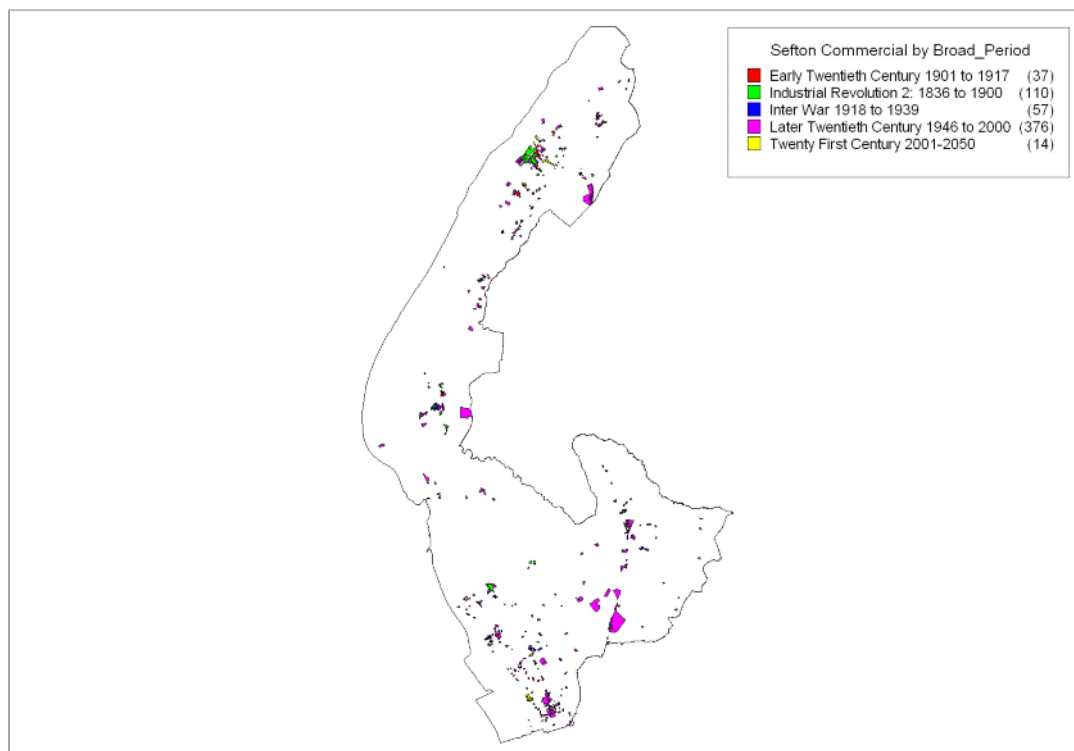 Sefton Commercial by Broad_Period
Early Twentieth Century 1901 to 1917 (37)
Industrial Revolution 2: 1836 to 1900 (110)
Inter War 1918 to 1939 (57)
Later Twentieth Century 1946 to 2000 (376)
Twenty First Century 2001-2050 (14)